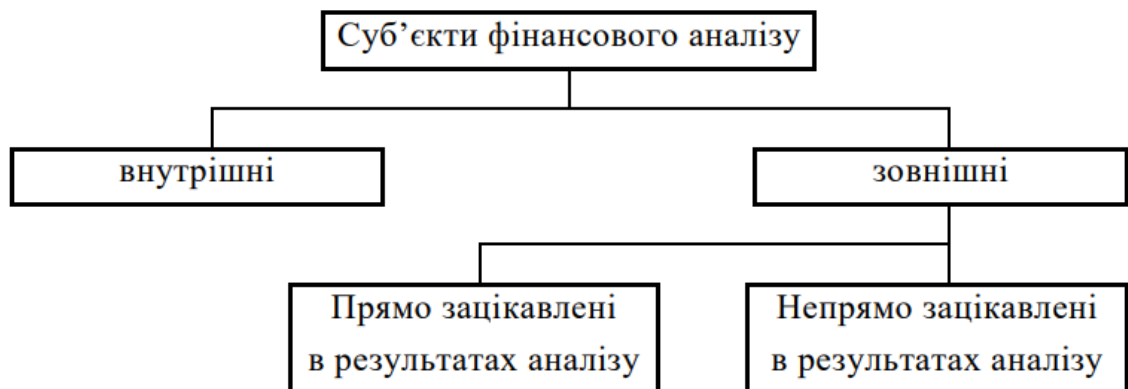 Суб’єкти фінансового аналізу
внутрішні
зовнішні
Прямо зацікавлені
в результатах аналізу
Непрямо зацікавлені
в результатах аналізу